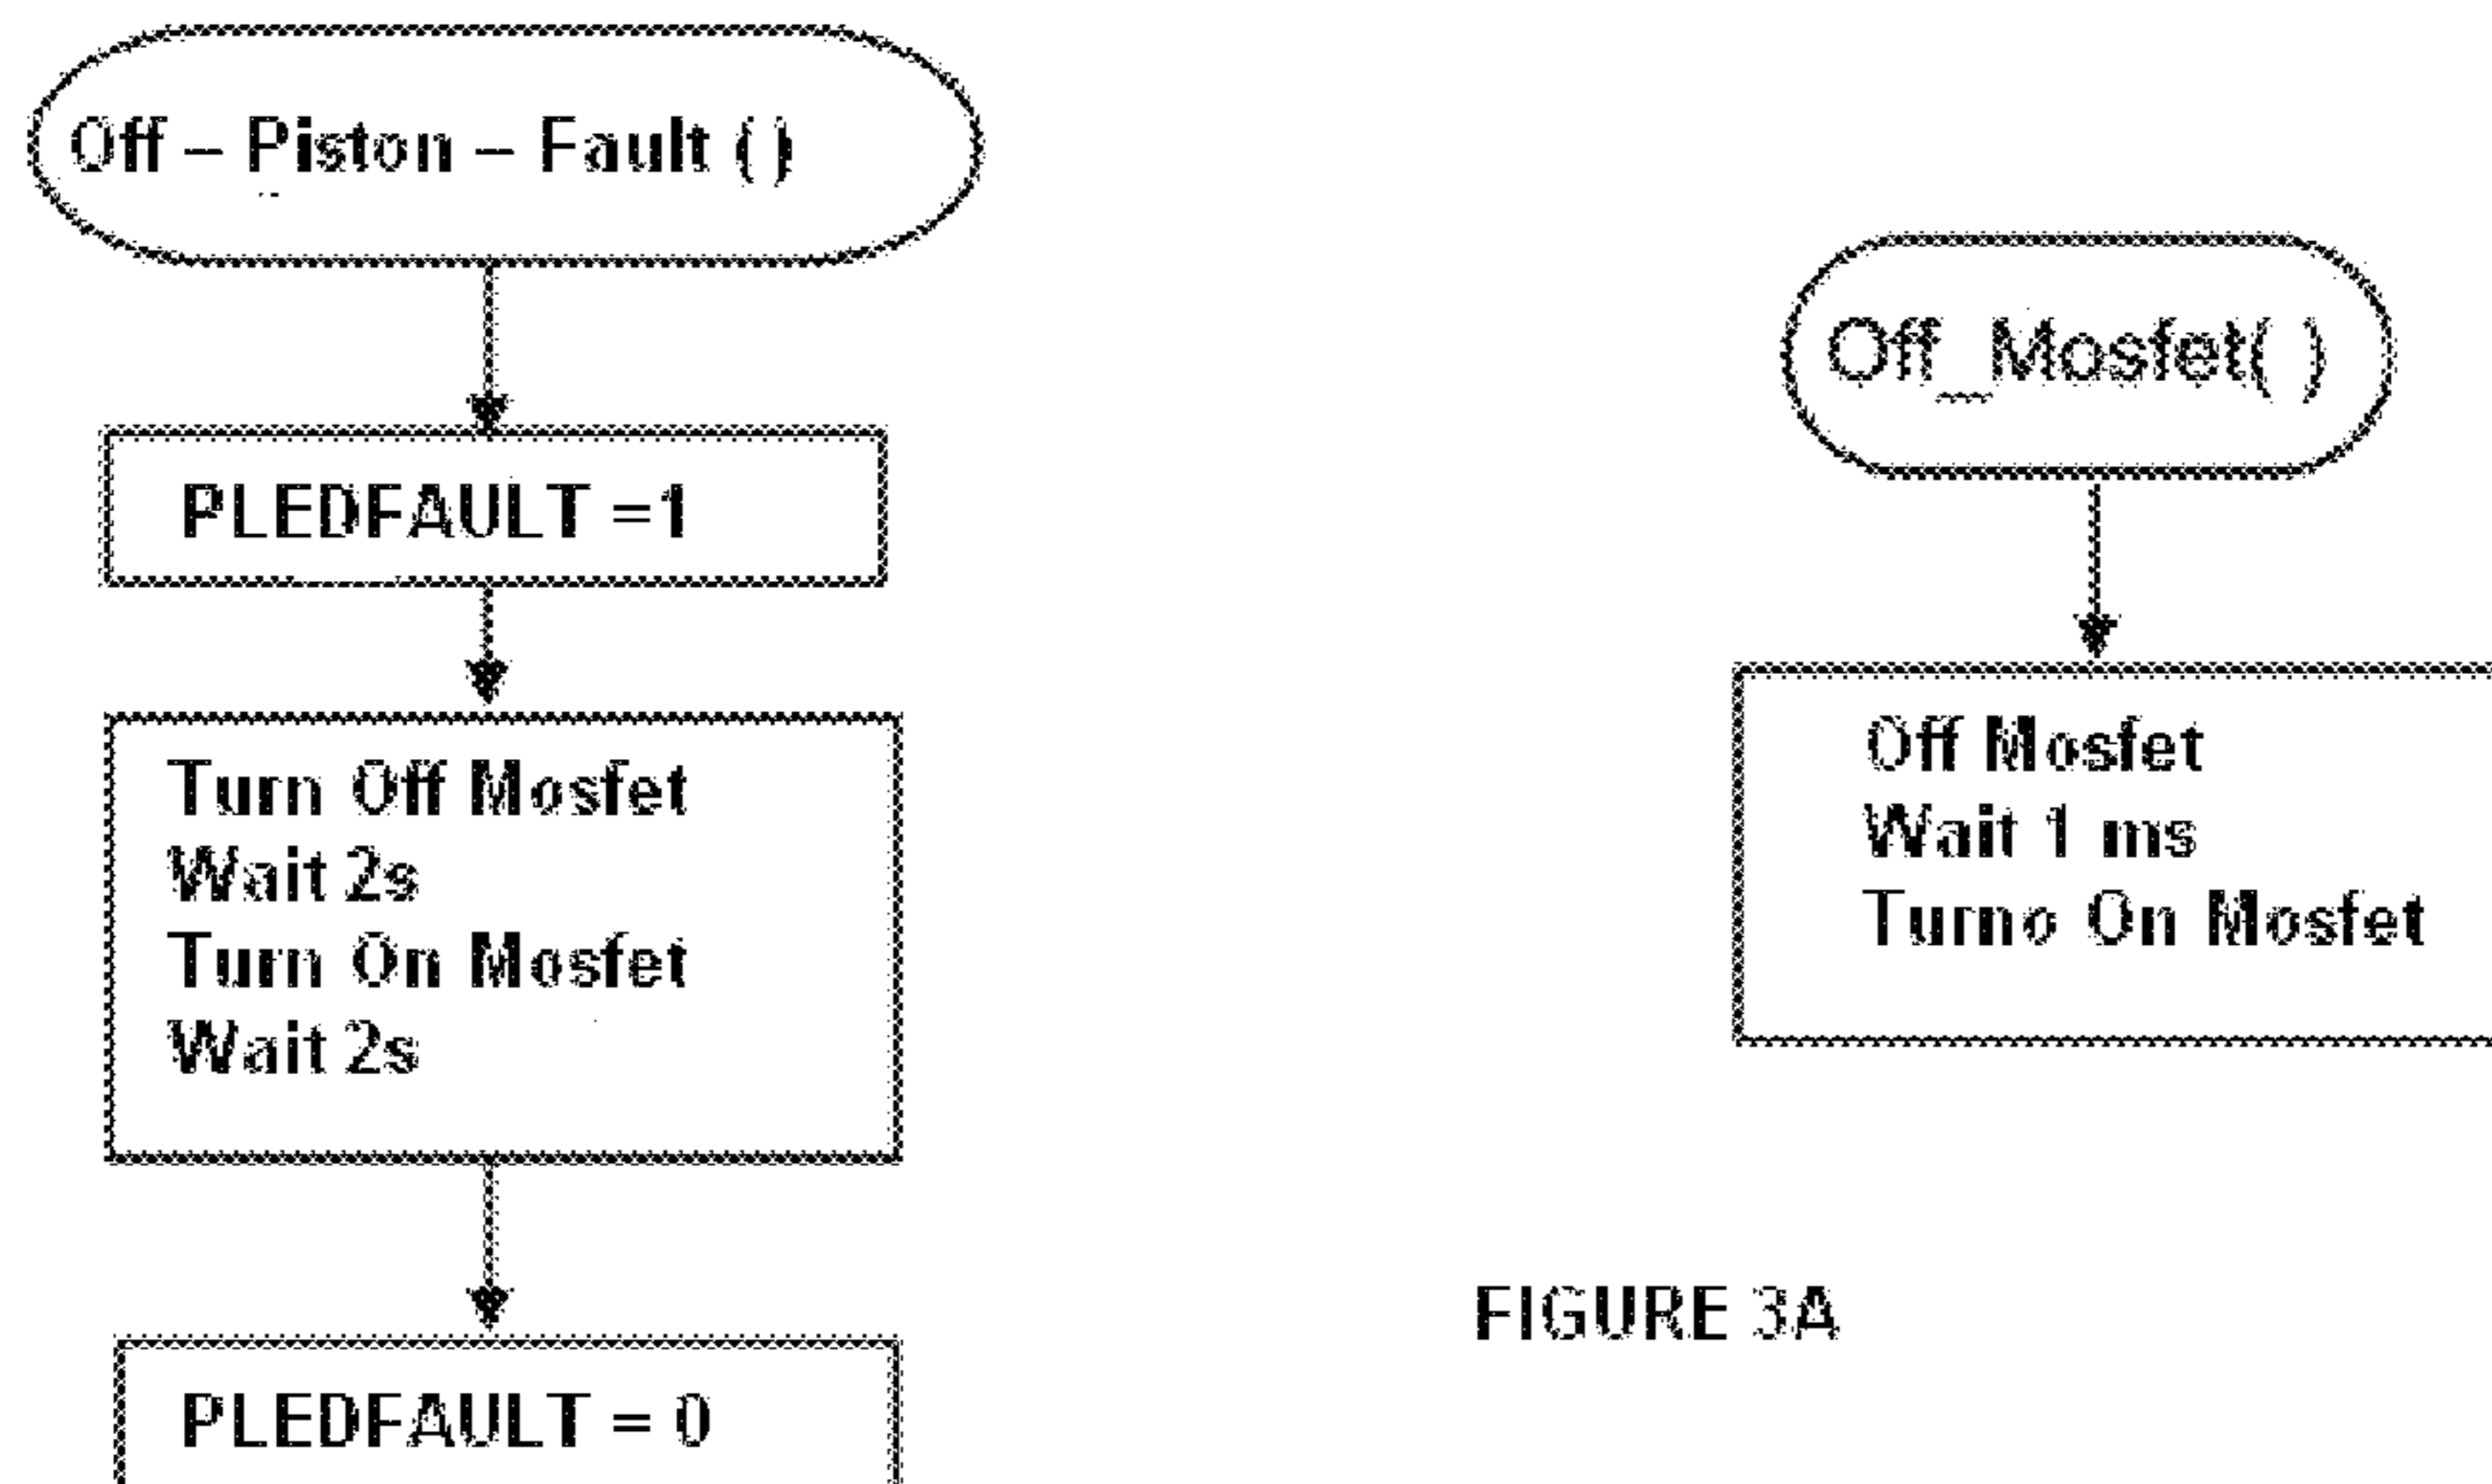 Off – Piston – Fault ( )
PLEDFAULT =1
Turn Off Mosfet
Wait 2s
Turn On Mosfet
Wait 2s
PLEDFAULT = 0
Off_Mosfet( )
Off Mosfet
Wait 1 ms
Turno On Mosfet
FIGURE 3A